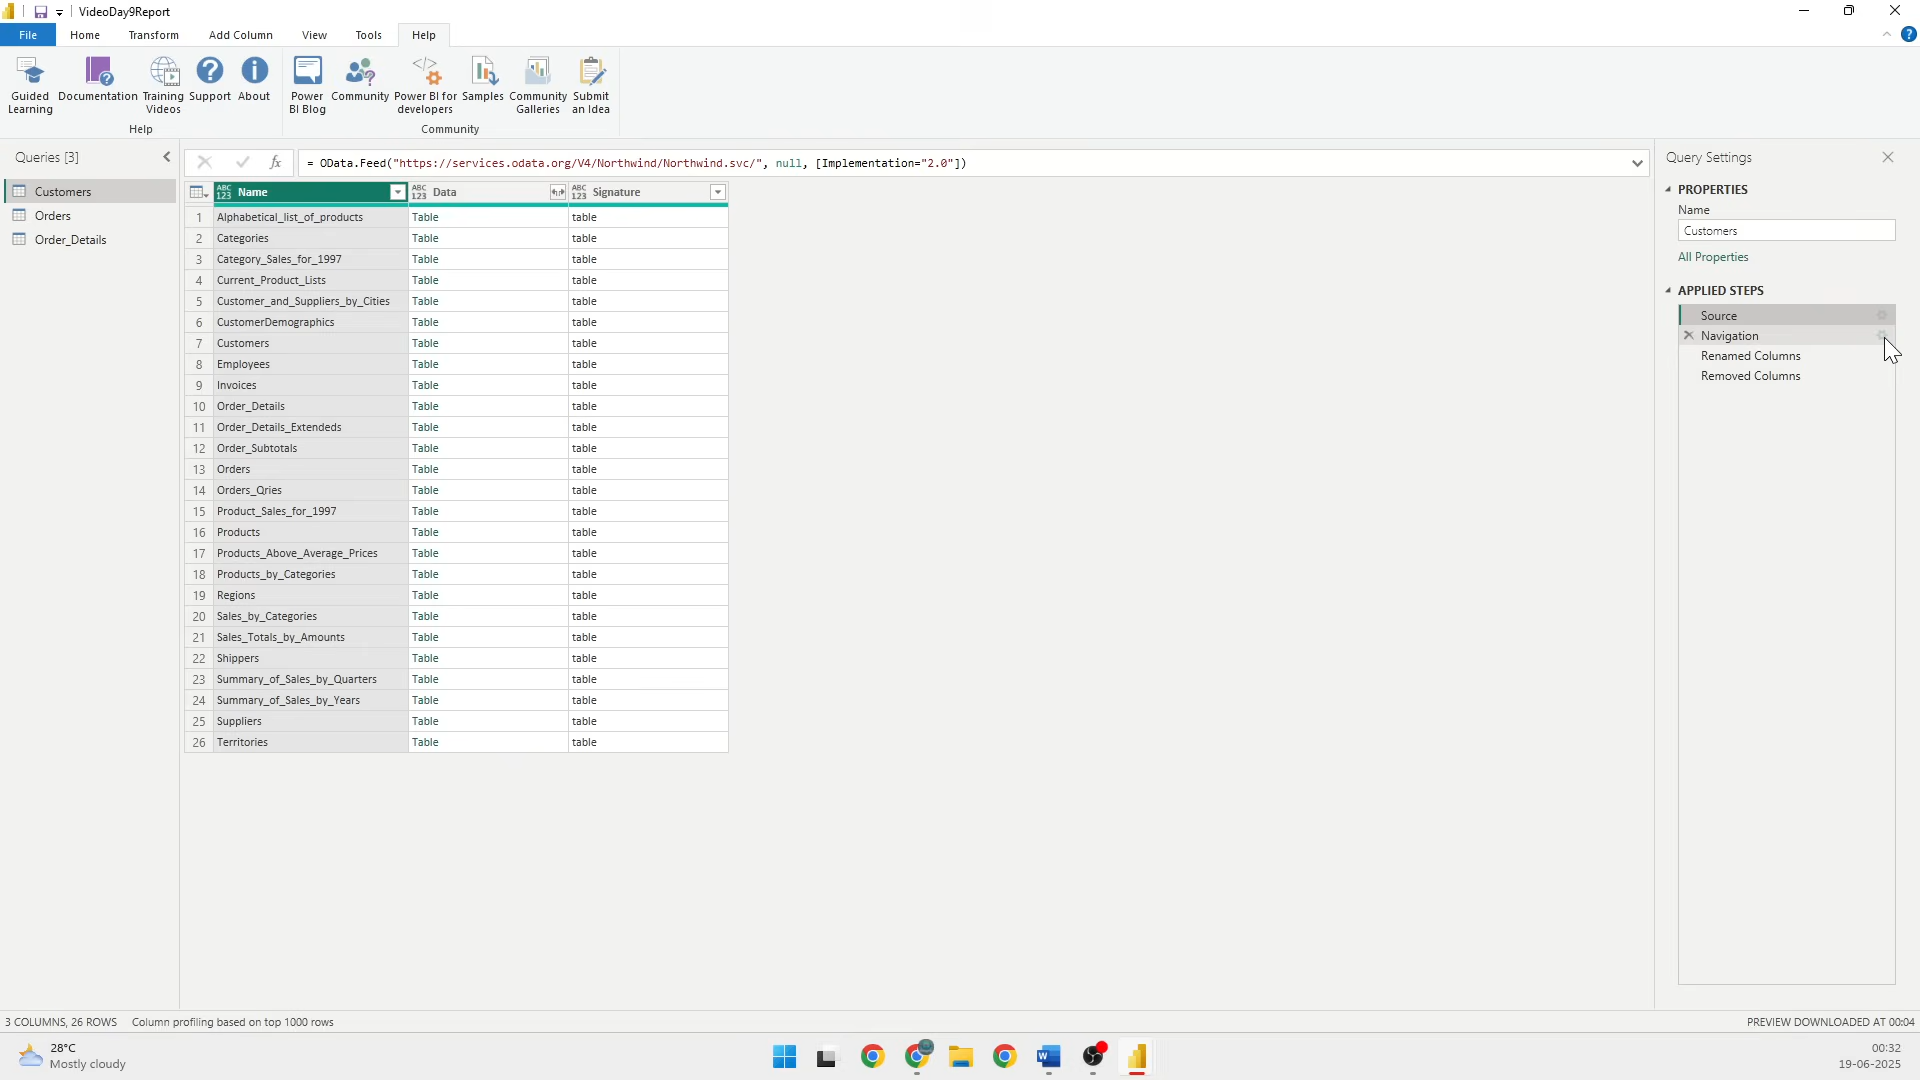 VideoDay9Report
File Home Transform Add Column View Tools Help
Guided Learning
Documentation
Training Videos
Support
About
Power BI Blog
Community
Power BI for developers
Samples
Community Galleries
Submit an Idea
Help
Community
Queries [3]
Customers
Orders
Order_Details
fx
= OData.Feed("https://services.odata.org/V4/Northwind/Northwind.svc/", null, [Implementation="2.0"])
ABC 123 Name ABC 123 Data ABC 123 Signature
1 Alphabetical_list_of_products Table table
2 Categories Table table
3 Category_Sales_for_1997 Table table
4 Current_Product_Lists Table table
5 Customer_and_Suppliers_by_Cities Table table
6 CustomerDemographics Table table
7 Customers Table table
8 Employees Table table
9 Invoices Table table
10 Order_Details Table table
11 Order_Details_Extendeds Table table
12 Order_Subtotals Table table
13 Orders Table table
14 Orders_Qries Table table
15 Product_Sales_for_1997 Table table
16 Products Table table
17 Products_Above_Average_Prices Table table
18 Products_by_Categories Table table
19 Regions Table table
20 Sales_by_Categories Table table
21 Sales_Totals_by_Amounts Table table
22 Shippers Table table
23 Summary_of_Sales_by_Quarters Table table
24 Summary_of_Sales_by_Years Table table
25 Suppliers Table table
26 Territories Table table
Query Settings
PROPERTIES
Name
Customers
All Properties
APPLIED STEPS
Source
Navigation
Renamed Columns
Removed Columns
3 COLUMNS, 26 ROWS Column profiling based on top 1000 rows
PREVIEW DOWNLOADED AT 00:04
28°C
Mostly cloudy
00:32
19-06-2025